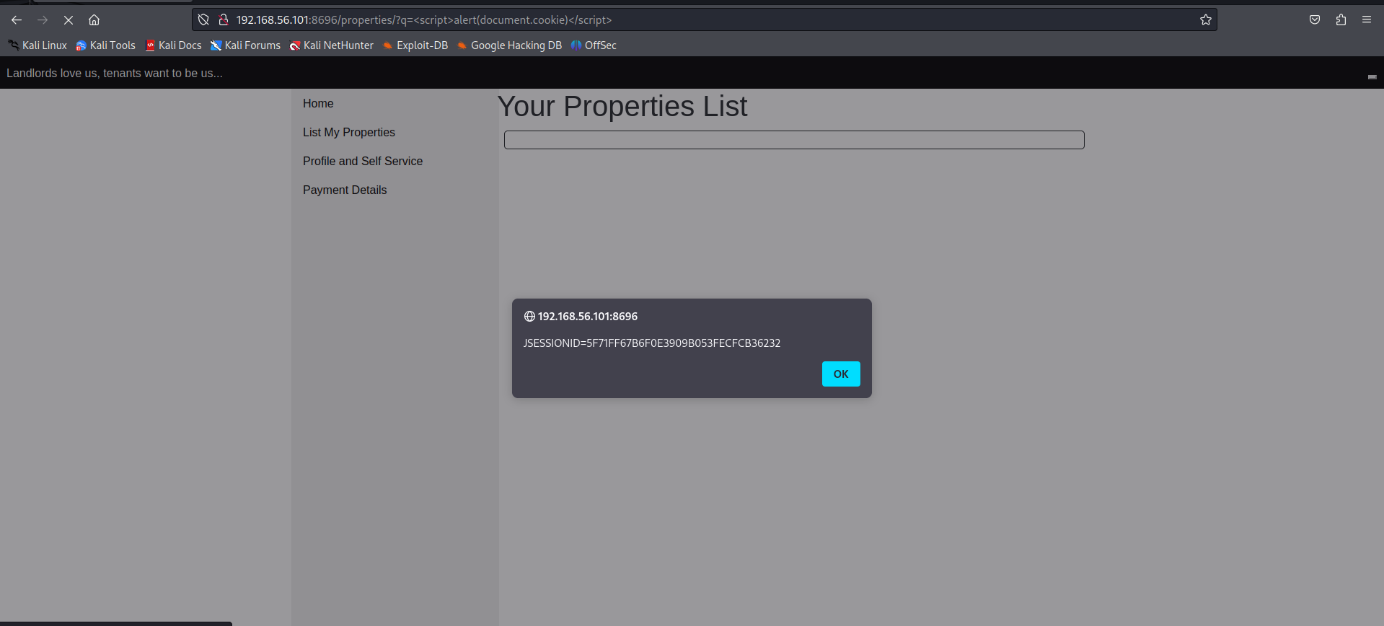 192.168.56.101:8696/properties/?q=<script>alert(document.cookie)</script>
Kali Linux Kali Tools Kali Docs Kali Forums Kali NetHunter Exploit-DB Google Hacking DB OffSec
Landlords love us, tenants want to be us...
Home
List My Properties
Profile and Self Service
Payment Details
Your Properties List
192.168.56.101:8696
JSESSIONID=5F71FF67B6F0E3909B053FECFCB36232
OK